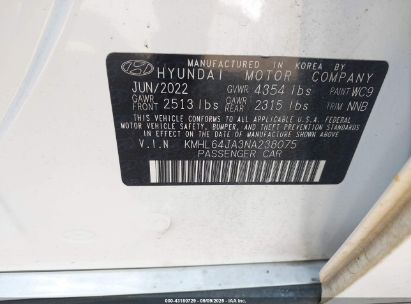 MANUFACTURED IN KOREA BY
HYUNDAI MOTOR COMPANY
JUN/2022 GVWR 4354 lbs PAINT WC9
GAWR FRONT 2513 lbs GAWR REAR 2315 lbs TRIM NNB
THIS VEHICLE CONFORMS TO ALL APPLICABLE
FEDERAL MOTOR VEHICLE SAFETY, BUMPER, AND THEFT PREVENTION
STANDARDS IN EFFECT ON THE DATE OF MANUFACTURE SHOWN ABOVE.
V.I.N KMHL64JA3NA238075
PASSENGER CAR